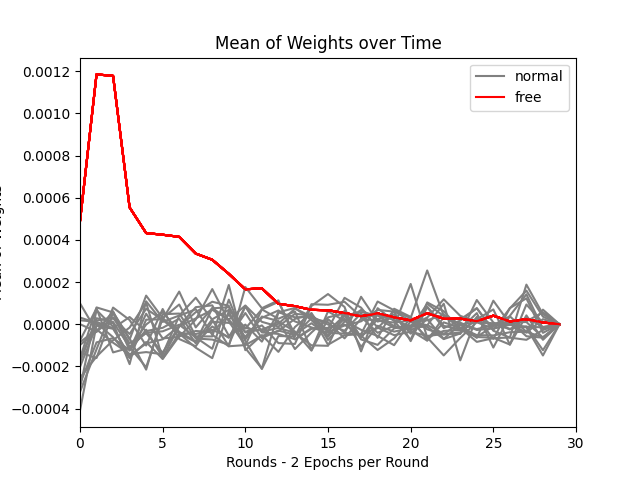 Mean of Weights over Time
normal
free
0.0012
0.0010
0.0008
0.0006
0.0004
0.0002
0.0000
−0.0002
−0.0004
0 5 10 15 20 25 30
Rounds - 2 Epochs per Round